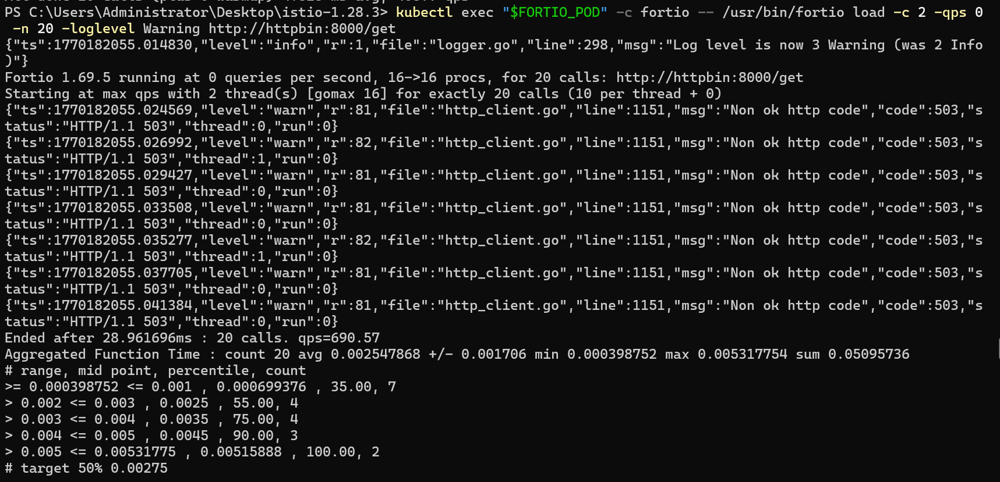 PS C:\Users\Administrator\Desktop\istio-1.28.3> kubectl exec "$FORTIO_POD" -c fortio -- /usr/bin/fortio load -c 2 -qps 0
 -n 20 -loglevel Warning http://httpbin:8000/get
{"ts":1770182055.014830,"level":"info","r":1,"file":"logger.go","line":298,"msg":"Log level is now 3 Warning (was 2 Info
)"}
Fortio 1.69.5 running at 0 queries per second, 16->16 procs, for 20 calls: http://httpbin:8000/get
Starting at max qps with 2 thread(s) [gomax 16] for exactly 20 calls (10 per thread + 0)
{"ts":1770182055.024569,"level":"warn","r":81,"file":"http_client.go","line":1151,"msg":"Non ok http code","code":503,"s
tatus":"HTTP/1.1 503","thread":0,"run":0}
{"ts":1770182055.026992,"level":"warn","r":82,"file":"http_client.go","line":1151,"msg":"Non ok http code","code":503,"s
tatus":"HTTP/1.1 503","thread":1,"run":0}
{"ts":1770182055.029427,"level":"warn","r":81,"file":"http_client.go","line":1151,"msg":"Non ok http code","code":503,"s
tatus":"HTTP/1.1 503","thread":0,"run":0}
{"ts":1770182055.033508,"level":"warn","r":81,"file":"http_client.go","line":1151,"msg":"Non ok http code","code":503,"s
tatus":"HTTP/1.1 503","thread":0,"run":0}
{"ts":1770182055.035277,"level":"warn","r":82,"file":"http_client.go","line":1151,"msg":"Non ok http code","code":503,"s
tatus":"HTTP/1.1 503","thread":1,"run":0}
{"ts":1770182055.037705,"level":"warn","r":81,"file":"http_client.go","line":1151,"msg":"Non ok http code","code":503,"s
tatus":"HTTP/1.1 503","thread":0,"run":0}
{"ts":1770182055.041384,"level":"warn","r":81,"file":"http_client.go","line":1151,"msg":"Non ok http code","code":503,"s
tatus":"HTTP/1.1 503","thread":0,"run":0}
Ended after 28.961696ms : 20 calls. qps=690.57
Aggregated Function Time : count 20 avg 0.002547868 +/- 0.001706 min 0.000398752 max 0.005317754 sum 0.05095736
# range, mid point, percentile, count
>= 0.000398752 <= 0.001 , 0.000699376 , 35.00, 7
> 0.002 <= 0.003 , 0.0025 , 55.00, 4
> 0.003 <= 0.004 , 0.0035 , 75.00, 4
> 0.004 <= 0.005 , 0.0045 , 90.00, 3
> 0.005 <= 0.00531775 , 0.00515888 , 100.00, 2
# target 50% 0.00275